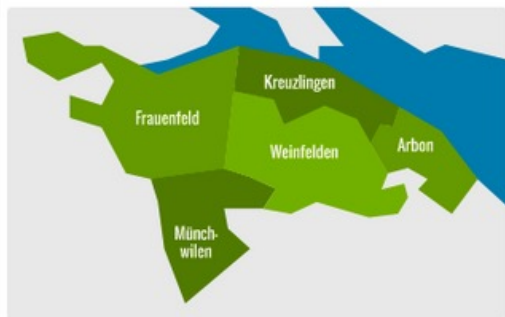 Kreuzlingen
Frauenfeld
Weinfelden
Arbon
Münch-
wilen